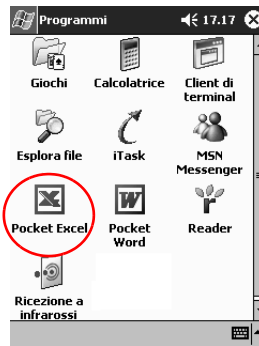 Programmi 17.17
Giochi Calcolatrice Client di
terminal
Esplora file iTask MSN
Messenger
Pocket Excel Pocket Reader
Word
Ricezione a
infrarossi